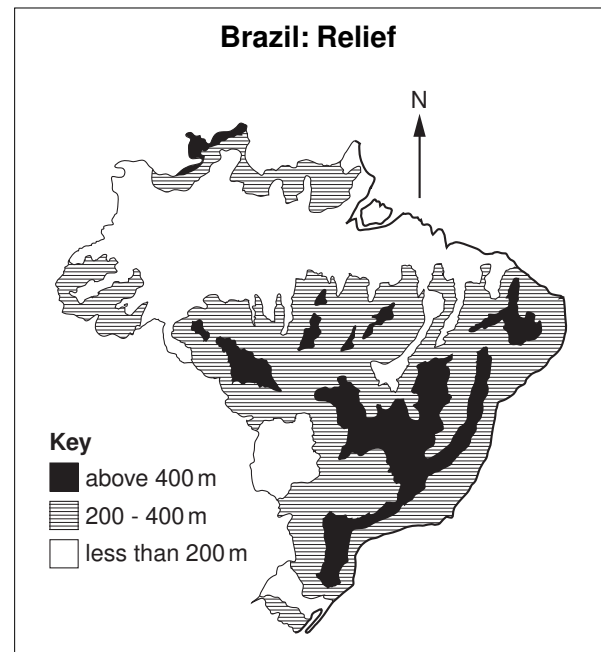 Brazil: Relief
N
Key
above 400 m
200 - 400 m
less than 200 m